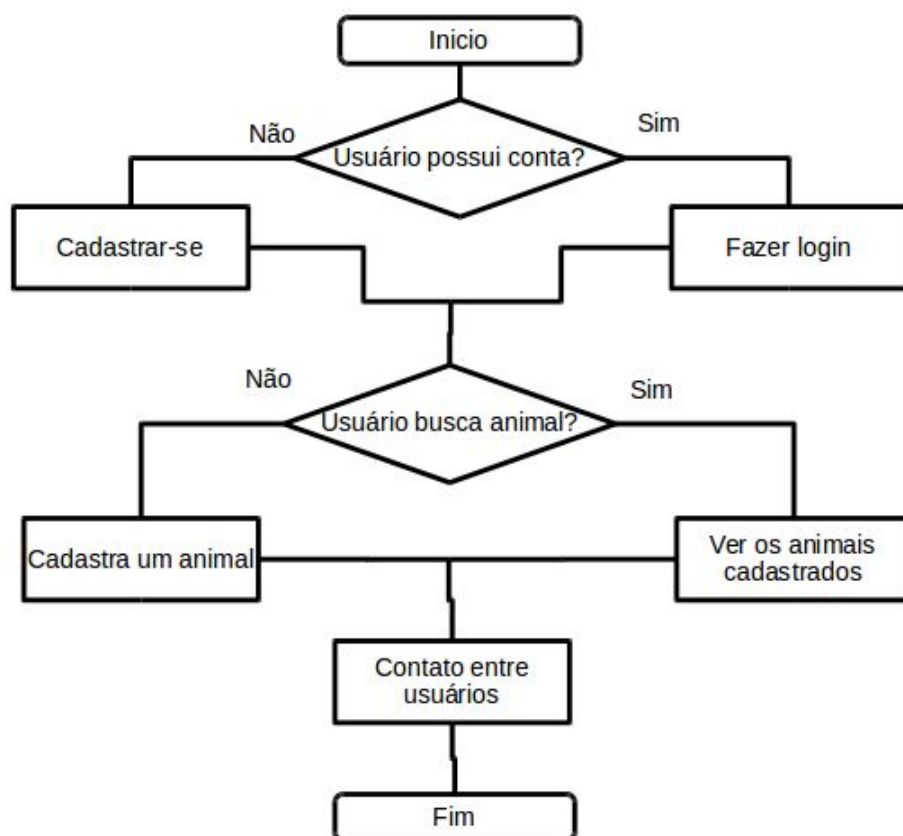 Inicio
Não
Sim
Usuário possui conta?
Cadastrar-se
Fazer login
Não
Sim
Usuário busca animal?
Cadastra um animal
Ver os animais
cadastrados
Contato entre
usuários
Fim